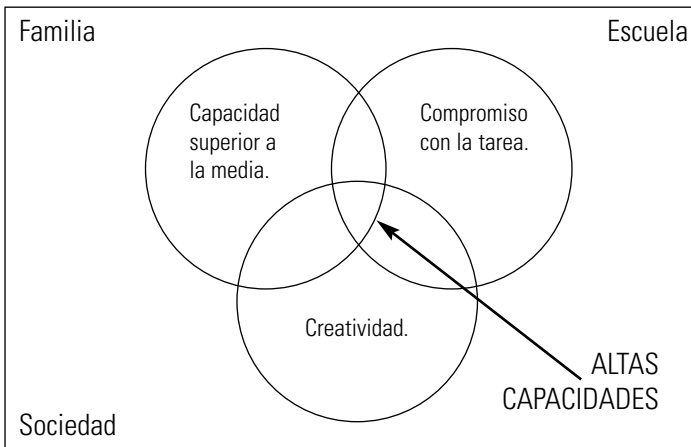 Familia
Escuela
Capacidad
superior a
la media.
Compromiso
con la tarea.
Creatividad.
ALTAS
CAPACIDADES
Sociedad